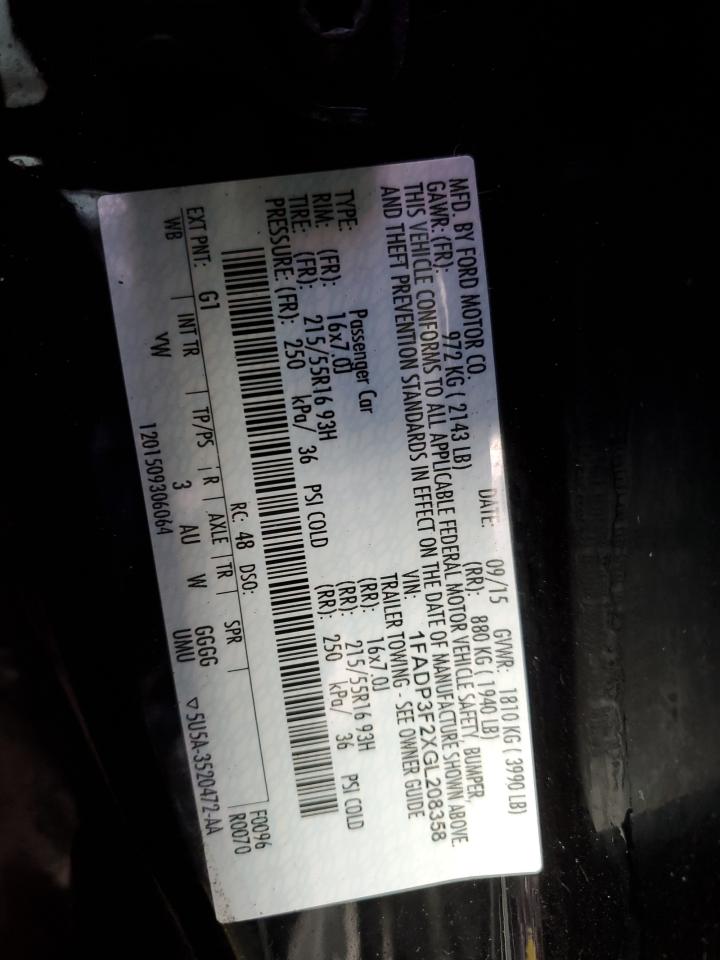 MFD. BY FORD MOTOR CO.
DATE: 09/15 GVWR: 1810 KG ( 3990 LB)
GAWR: (FR): 972 KG ( 2143 LB) (RR): 880 KG ( 1940 LB)
THIS VEHICLE CONFORMS TO ALL APPLICABLE FEDERAL MOTOR VEHICLE SAFETY, BUMPER,
AND THEFT PREVENTION STANDARDS IN EFFECT ON THE DATE OF MANUFACTURE SHOWN ABOVE.
VIN: 1FADP3F2XGL208358
TYPE: Passenger Car TRAILER TOWING - SEE OWNER GUIDE
RIM: (FR): 16x7.0J (RR): 16x7.0J
TIRE: (FR): 215/55R16 93H (RR): 215/55R16 93H
PRESSURE: (FR): 250 kPa/ 36 PSI COLD (RR): 250 kPa/ 36 PSI COLD
F0096
EXT PNT: G1 RC: 48 DSO: R0070
WB | INT TR | TP/PS | R | AXLE | TR | SPR
YW 3 AU W GGGG
UMU ▽5U5A-3520472-AA
1201509306064